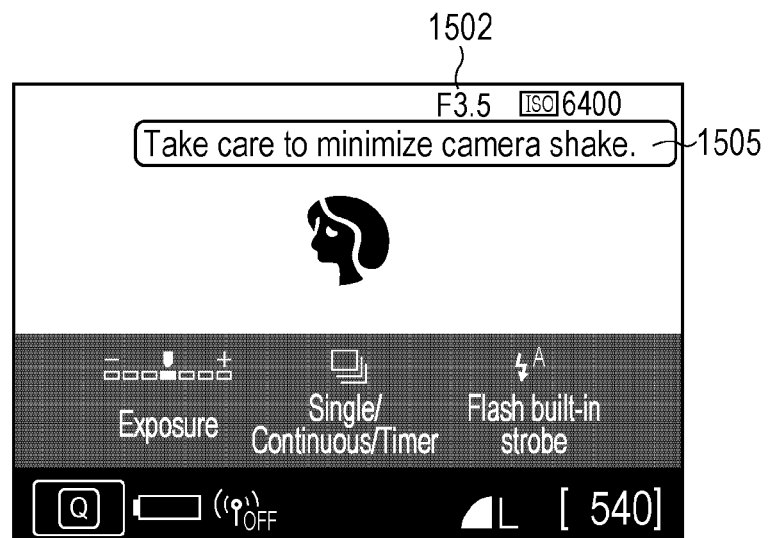 1502
F3.5 ISO 6400
Take care to minimize camera shake. 1505
- +
A
Exposure
Single/
Continuous/Timer
Flash built-in
strobe
Q OFF L [ 540]